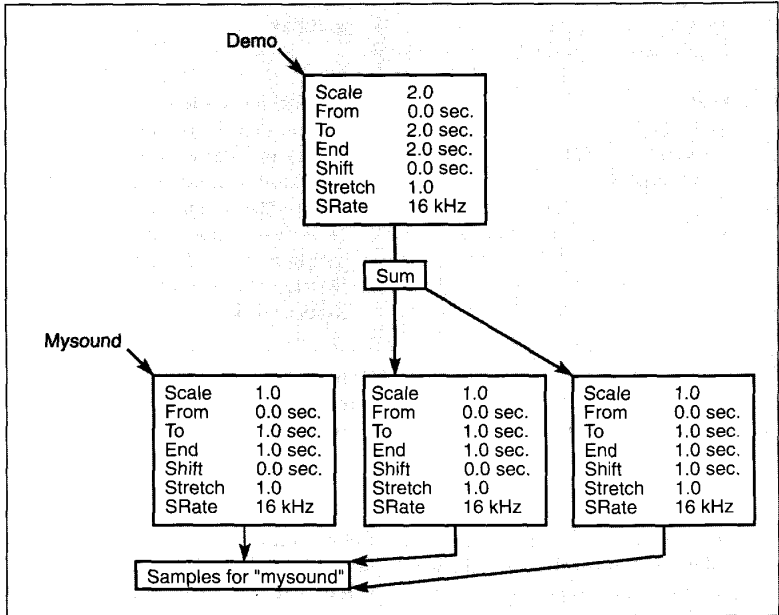 Demo
Scale 2.0
From 0.0 sec.
To 2.0 sec.
End 2.0 sec.
Shift 0.0 sec.
Stretch 1.0
SRate 16 kHz
Sum
Mysound
Scale 1.0
From 0.0 sec.
To 1.0 sec.
End 1.0 sec.
Shift 0.0 sec.
Stretch 1.0
SRate 16 kHz
Scale 1.0
From 0.0 sec.
To 1.0 sec.
End 1.0 sec.
Shift 0.0 sec.
Stretch 1.0
SRate 16 kHz
Scale 1.0
From 0.0 sec.
To 1.0 sec.
End 1.0 sec.
Shift 1.0 sec.
Stretch 1.0
SRate 16 kHz
Samples for "mysound"